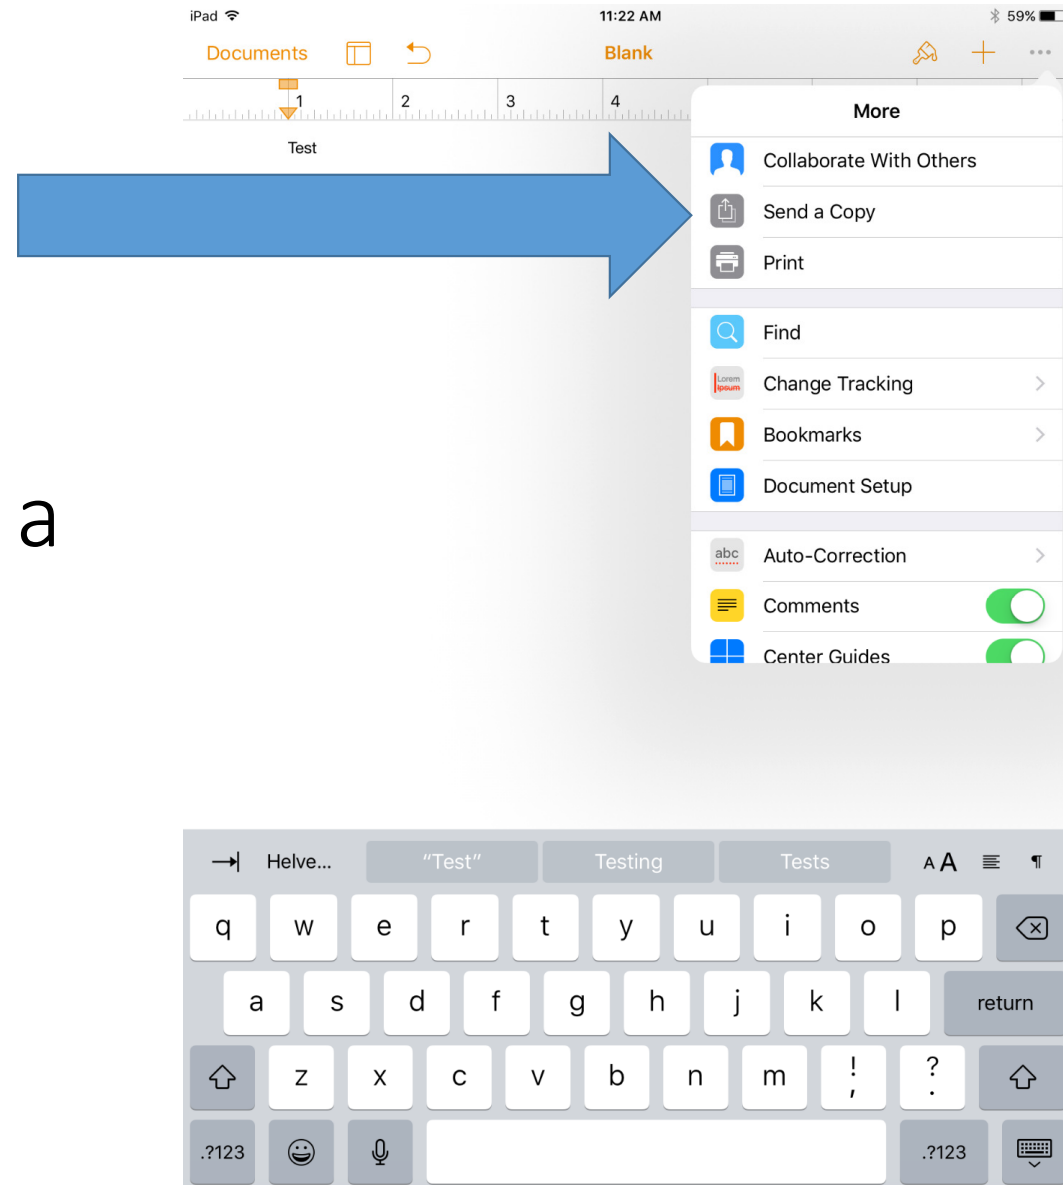 iPad 11:22 AM 59%
Documents Blank
1 2 3 4
More
Test
Collaborate With Others
Send a Copy
Print
Find
Lorem
Ipsum
Change Tracking
Bookmarks
a
Document Setup
abc
Auto-Correction
Comments
Center Guides
Helve... "Test" Testing Tests A A ¶
q w e r t y u i o p
a s d f g h j k l return
z x c v b n m ! , ? .
.?123 .?123